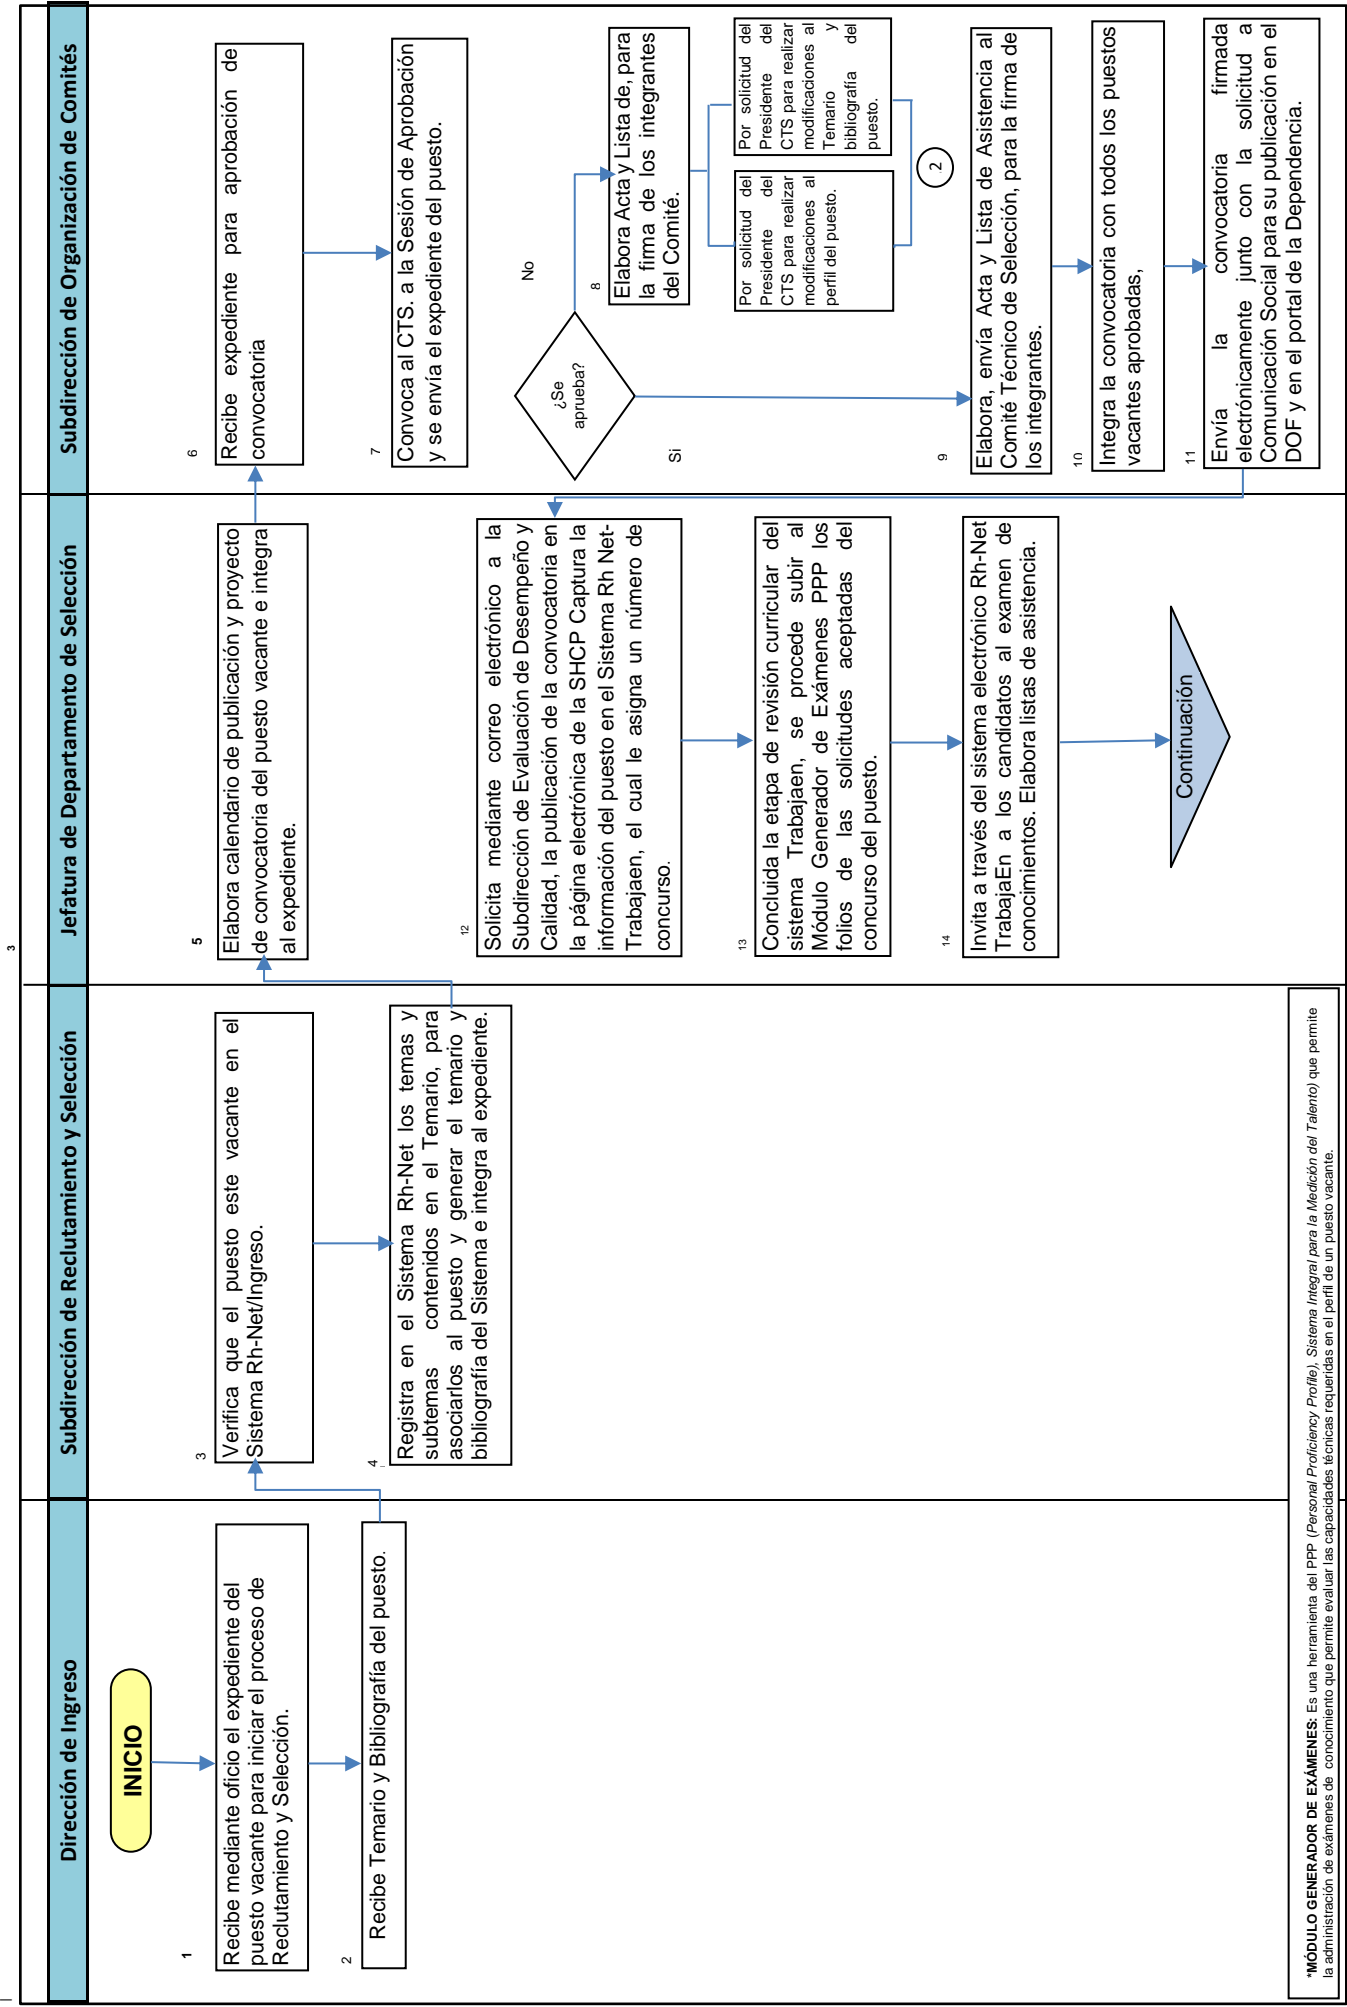 3
Dirección de Ingreso
Subdirección de Reclutamiento y Selección
Jefatura de Departamento de Selección
Subdirección de Organización de Comités
INICIO
1
Recibe mediante oficio el expediente del
puesto vacante para iniciar el proceso de
Reclutamiento y Selección.
2
Recibe Temario y Bibliografía del puesto.
3
Verifica que el puesto este vacante en el
Sistema Rh-Net/Ingreso.
4
Registra en el Sistema Rh-Net los temas y
subtemas contenidos en el Temario, para
asociarlos al puesto y generar el temario y
bibliografía del Sistema e integra al expediente.
5
Elabora calendario de publicación y proyecto
de convocatoria del puesto vacante e integra
al expediente.
6
Recibe expediente para aprobación de
convocatoria
7
Convoca al CTS. a la Sesión de Aprobación
y se envía el expediente del puesto.
¿Se
aprueba?
No
Si
8
Elabora Acta y Lista de, para
la firma de los integrantes
del Comité.
Por solicitud del
Presidente del
CTS para realizar
modificaciones al
perfil del puesto.
Por solicitud del
Presidente del
CTS para realizar
modificaciones al
Temario y
bibliografía del
puesto.
2
9
Elabora, envía Acta y Lista de Asistencia al
Comité Técnico de Selección, para la firma de
los integrantes.
10
Integra la convocatoria con todos los puestos
vacantes aprobadas,
11
Envía la convocatoria firmada
electrónicamente junto con la solicitud a
Comunicación Social para su publicación en el
DOF y en el portal de la Dependencia.
12
Solicita mediante correo electrónico a la
Subdirección de Evaluación de Desempeño y
Calidad, la publicación de la convocatoria en
la página electrónica de la SHCP Captura la
información del puesto en el Sistema Rh Net-
Trabajaen, el cual le asigna un número de
concurso.
13
Concluida la etapa de revisión curricular del
sistema Trabajaen, se procede subir al
Módulo Generador de Exámenes PPP los
folios de las solicitudes aceptadas del
concurso del puesto.
14
Invita a través del sistema electrónico Rh-Net
TrabajaEn a los candidatos al examen de
conocimientos. Elabora listas de asistencia.
Continuación
*MÓDULO GENERADOR DE EXÁMENES: Es una herramienta del PPP (Personal Proficiency Profile), Sistema Integral para la Medición del Talento) que permite
la administración de exámenes de conocimiento que permite evaluar las capacidades técnicas requeridas en el perfil de un puesto vacante.